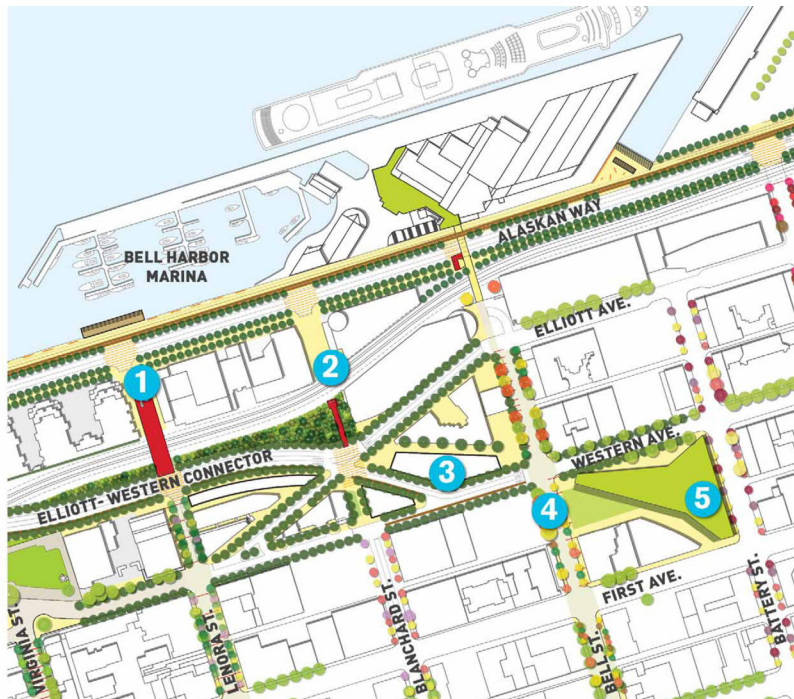 BELL HARBOR
MARINA
ALASKAN WAY
ELLIOTT AVE.
1
2
ELLIOTT-WESTERN CONNECTOR
3
WESTERN AVE.
4
5
FIRST AVE.
VIRGINIA ST.
LENORA ST.
BLANCHARD ST.
BELL ST.
BATTERY ST.